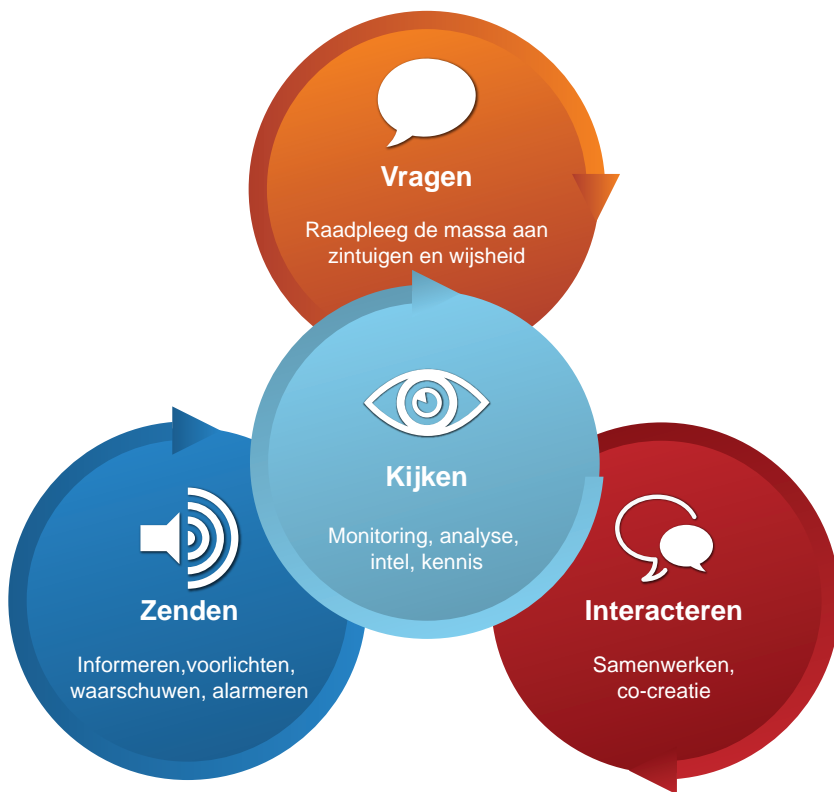 Vragen
Raadpleeg de massa aan
zintuigen en wijsheid
Kijken
Monitoring, analyse,
intel, kennis
Zenden
Informeren,voorlichten,
waarschuwen, alarmeren
Interacteren
Samenwerken,
co-creatie